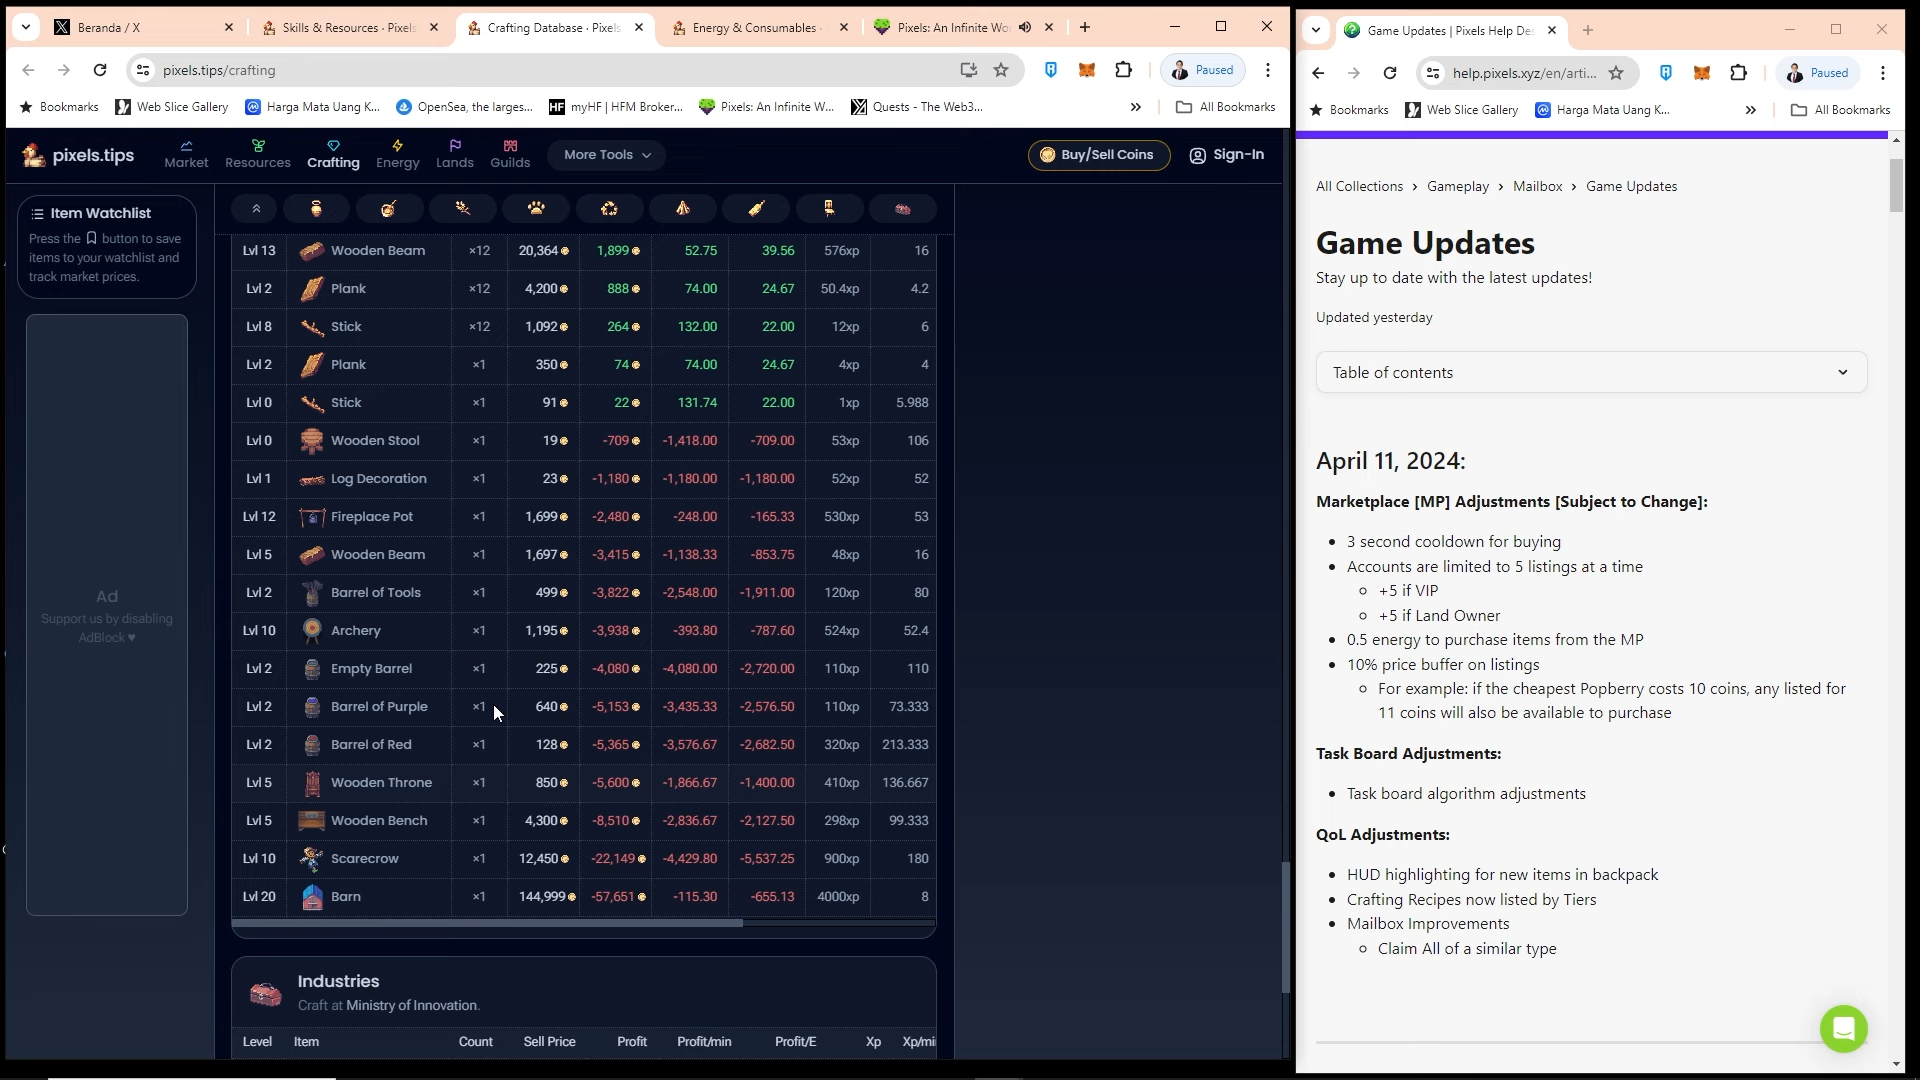 Beranda / X
Skills & Resources · Pixels
Crafting Database · Pixels
Energy & Consumables ·
Pixels: An Infinite Wo
pixels.tips/crafting
Paused
Bookmarks
Web Slice Gallery
Harga Mata Uang K...
OpenSea, the larges...
myHF | HFM Broker...
Pixels: An Infinite W...
Quests - The Web3...
»
All Bookmarks
pixels.tips
Market
Resources
Crafting
Energy
Lands
Guilds
More Tools
Buy/Sell Coins
Sign-In
Item Watchlist
Press the button to save
items to your watchlist and
track market prices.
Ad
Support us by disabling
AdBlock ♥
Lvl 13 Wooden Beam ×12 20,364 1,899 52.75 39.56 576xp 16
Lvl 2 Plank ×12 4,200 888 74.00 24.67 50.4xp 4.2
Lvl 8 Stick ×12 1,092 264 132.00 22.00 12xp 6
Lvl 2 Plank ×1 350 74 74.00 24.67 4xp 4
Lvl 0 Stick ×1 91 22 131.74 22.00 1xp 5.988
Lvl 0 Wooden Stool ×1 19 -709 -1,418.00 -709.00 53xp 106
Lvl 1 Log Decoration ×1 23 -1,180 -1,180.00 -1,180.00 52xp 52
Lvl 12 Fireplace Pot ×1 1,699 -2,480 -248.00 -165.33 530xp 53
Lvl 5 Wooden Beam ×1 1,697 -3,415 -1,138.33 -853.75 48xp 16
Lvl 2 Barrel of Tools ×1 499 -3,822 -2,548.00 -1,911.00 120xp 80
Lvl 10 Archery ×1 1,195 -3,938 -393.80 -787.60 524xp 52.4
Lvl 2 Empty Barrel ×1 225 -4,080 -4,080.00 -2,720.00 110xp 110
Lvl 2 Barrel of Purple ×1 640 -5,153 -3,435.33 -2,576.50 110xp 73.333
Lvl 2 Barrel of Red ×1 128 -5,365 -3,576.67 -2,682.50 320xp 213.333
Lvl 5 Wooden Throne ×1 850 -5,600 -1,866.67 -1,400.00 410xp 136.667
Lvl 5 Wooden Bench ×1 4,300 -8,510 -2,836.67 -2,127.50 298xp 99.333
Lvl 10 Scarecrow ×1 12,450 -22,149 -4,429.80 -5,537.25 900xp 180
Lvl 20 Barn ×1 144,999 -57,651 -115.30 -655.13 4000xp 8
Industries
Craft at Ministry of Innovation.
Level Item Count Sell Price Profit Profit/min Profit/E Xp Xp/mi
Game Updates | Pixels Help Des
help.pixels.xyz/en/arti...
Paused
Bookmarks
Web Slice Gallery
Harga Mata Uang K...
»
All Bookmarks
All Collections > Gameplay > Mailbox > Game Updates
Game Updates
Stay up to date with the latest updates!
Updated yesterday
Table of contents
April 11, 2024:
Marketplace [MP] Adjustments [Subject to Change]:
3 second cooldown for buying
Accounts are limited to 5 listings at a time
+5 if VIP
+5 if Land Owner
0.5 energy to purchase items from the MP
10% price buffer on listings
For example: if the cheapest Popberry costs 10 coins, any listed for
11 coins will also be available to purchase
Task Board Adjustments:
Task board algorithm adjustments
QoL Adjustments:
HUD highlighting for new items in backpack
Crafting Recipes now listed by Tiers
Mailbox Improvements
Claim All of a similar type